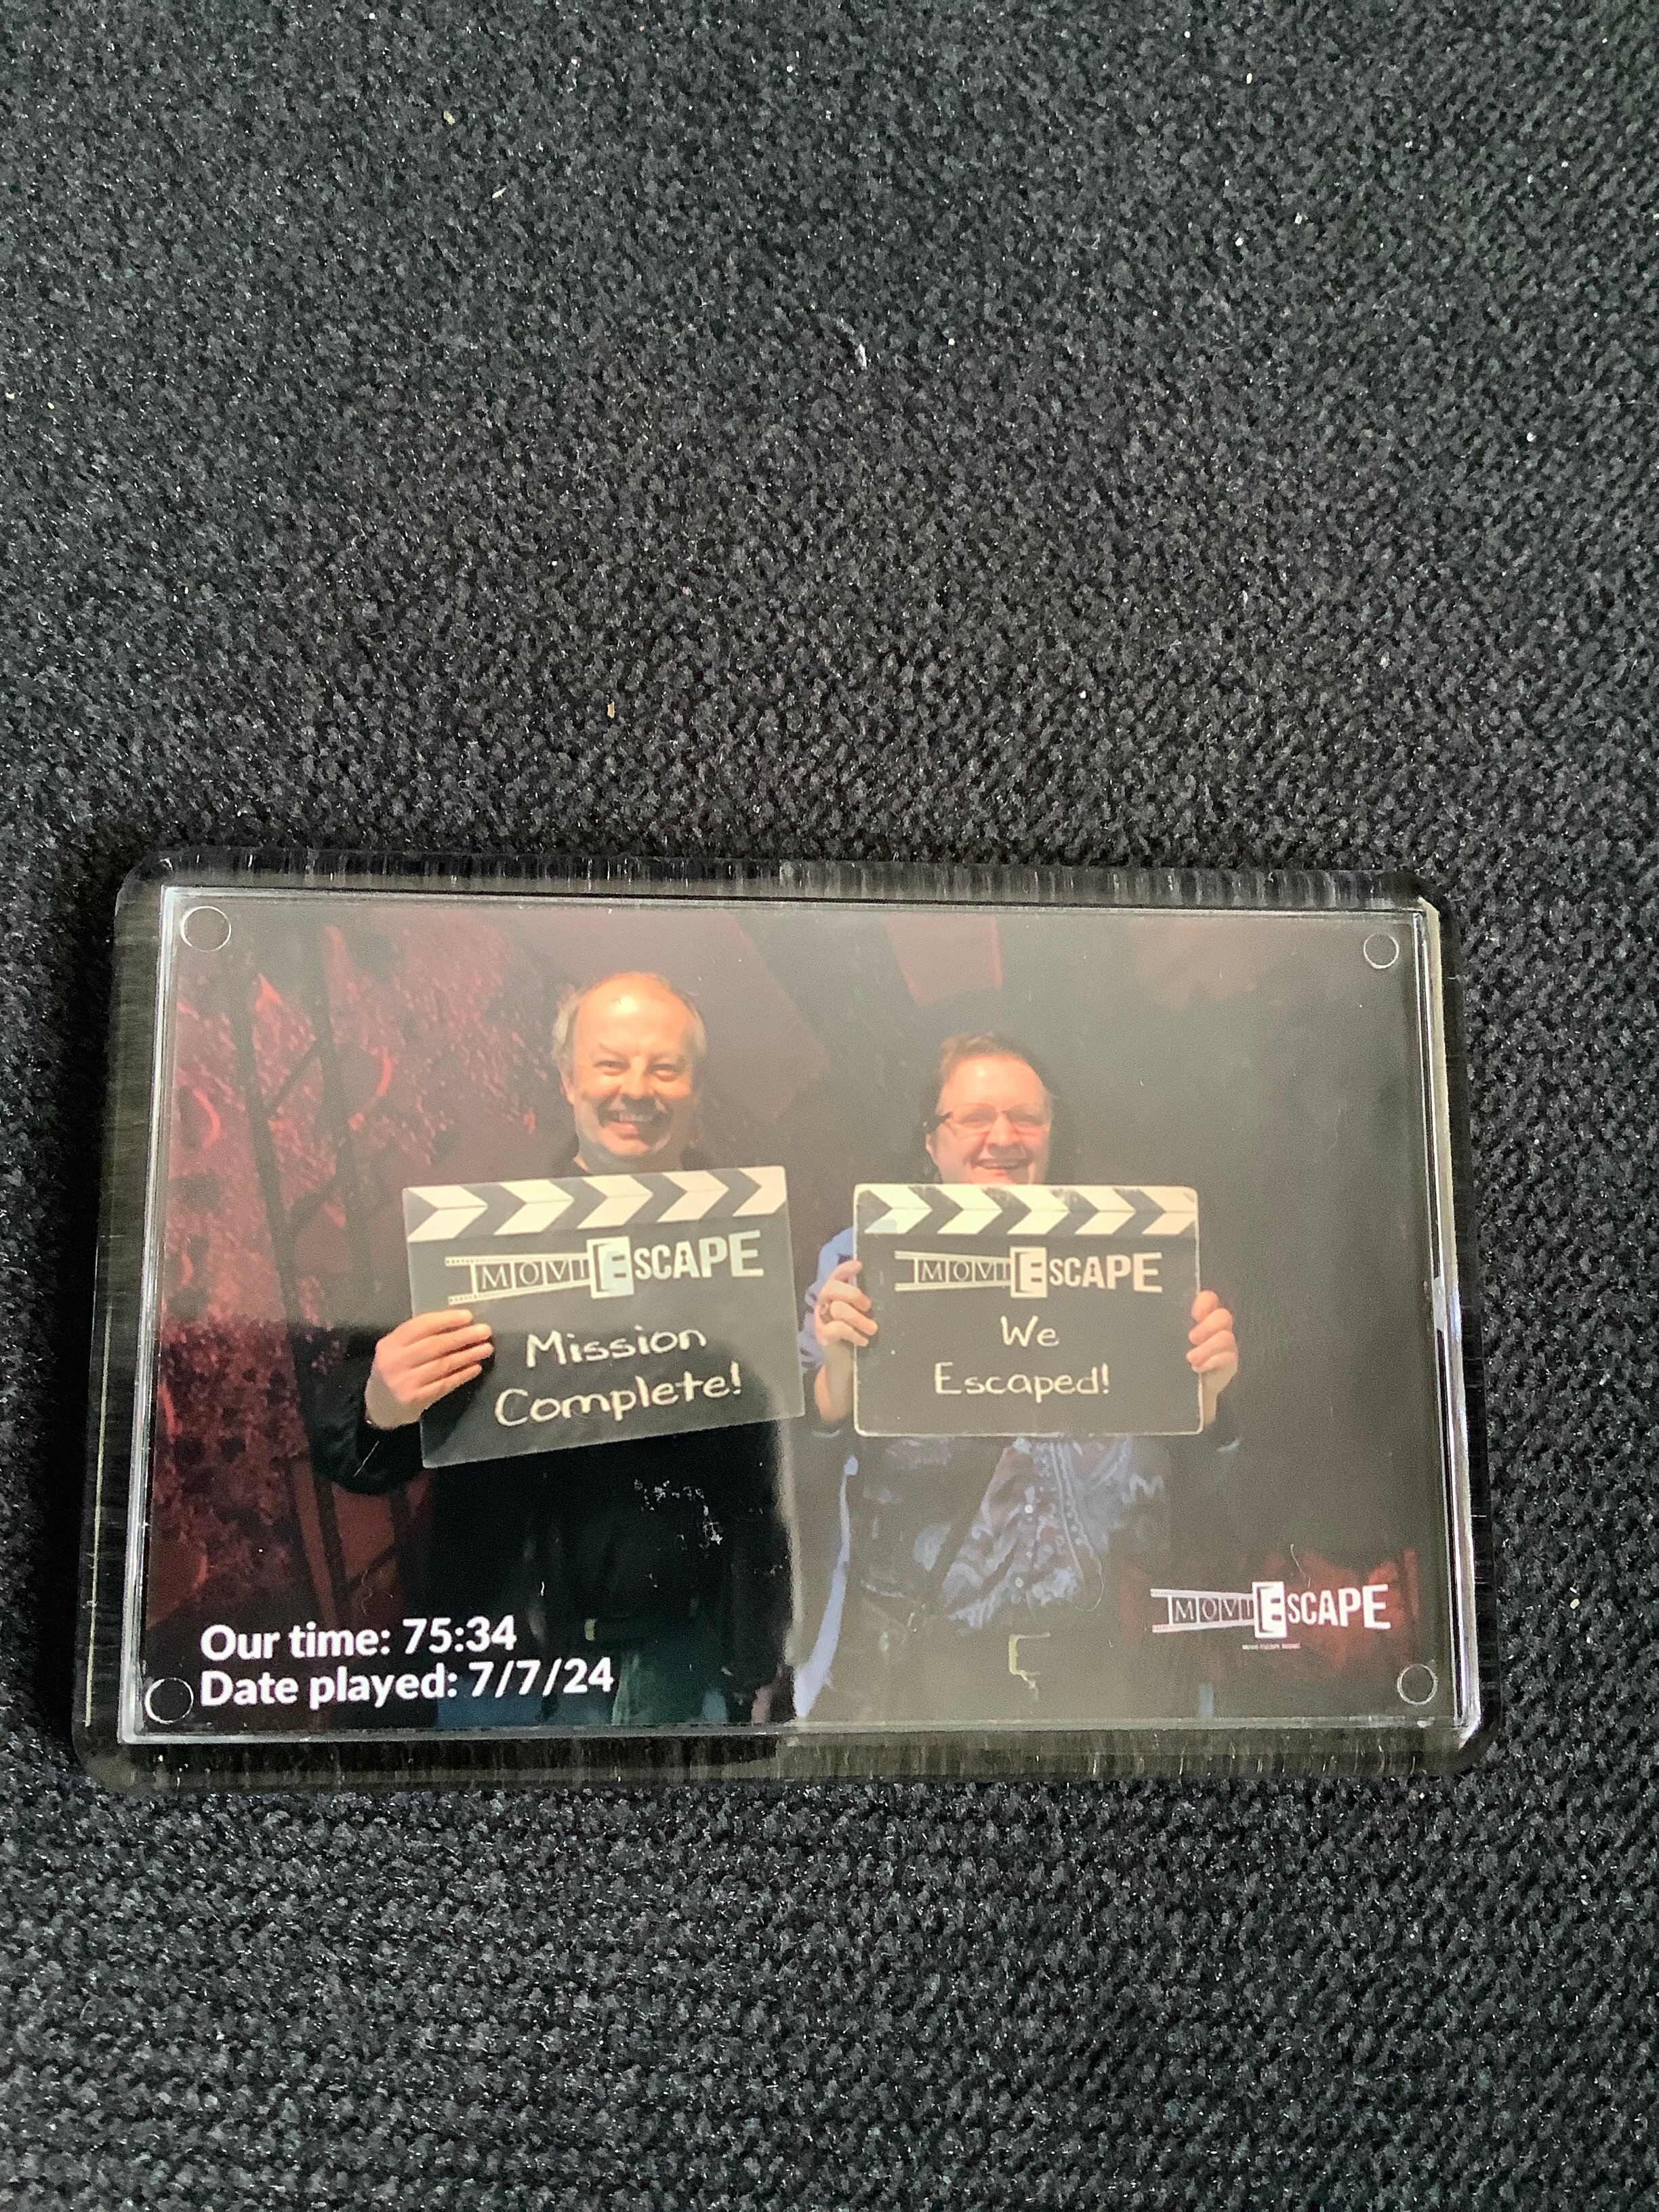 MOVIESCAPE
Mission
Complete!
MOVIESCAPE
We
Escaped!
Our time: 75:34
Date played: 7/7/24
MOVIESCAPE